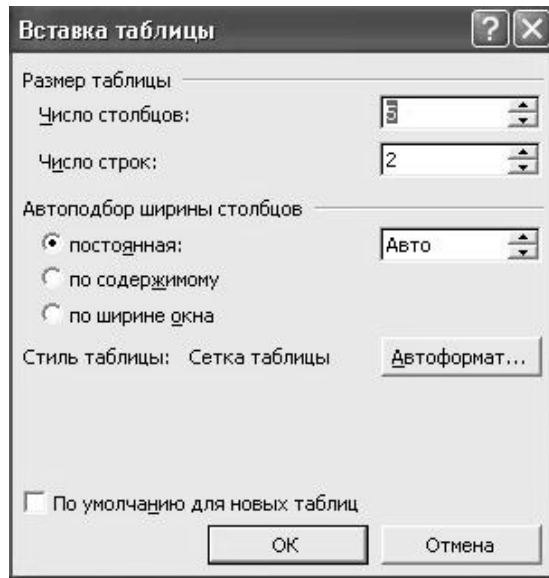 Вставка таблицы
Размер таблицы
Число столбцов: 5
Число строк: 2
Автоподбор ширины столбцов
постоянная: Авто
по содержимому
по ширине окна
Стиль таблицы: Сетка таблицы Автоформат...
По умолчанию для новых таблиц
ОК Отмена